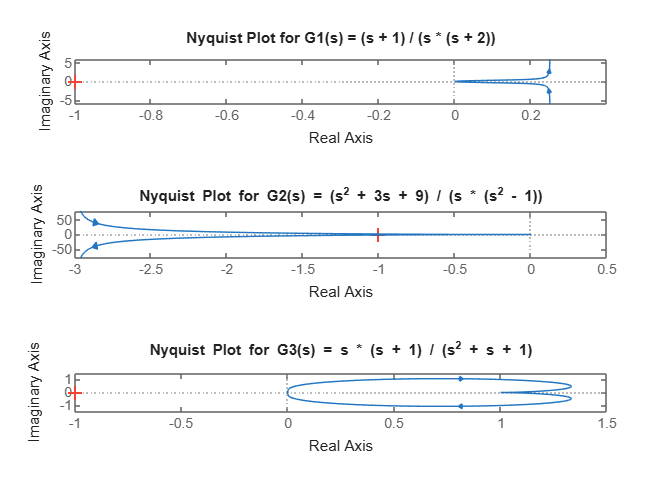 Nyquist Plot for G1(s) = (s + 1) / (s * (s + 2))
Imaginary Axis
5
0
-5
-1 -0.8 -0.6 -0.4 -0.2 0 0.2
Real Axis
Nyquist Plot for G2(s) = (s² + 3s + 9) / (s * (s² - 1))
Imaginary Axis
50
0
-50
-3 -2.5 -2 -1.5 -1 -0.5 0 0.5
Real Axis
Nyquist Plot for G3(s) = s * (s + 1) / (s² + s + 1)
Imaginary Axis
1
0
-1
-1 -0.5 0 0.5 1 1.5
Real Axis